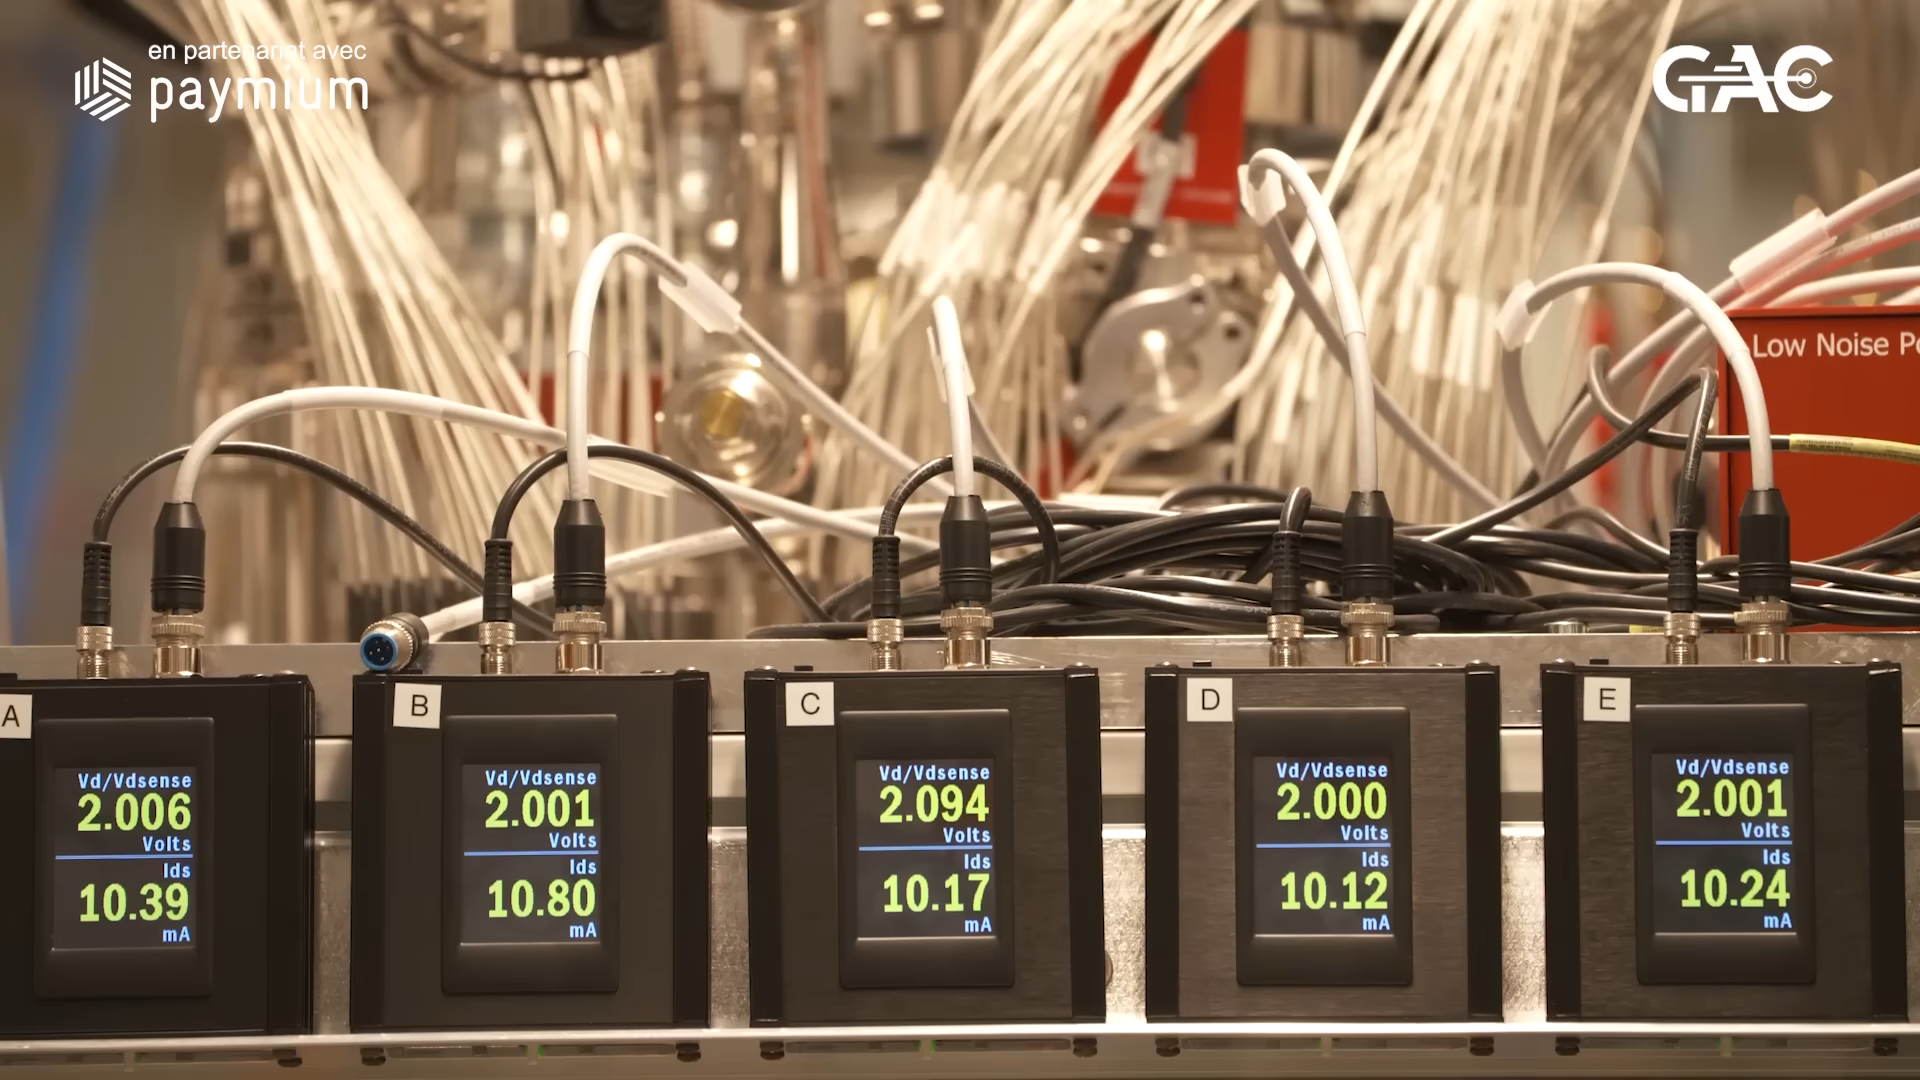 en partenariat avec
paymium
GAC
Low Noise Po
A
B
C
D
E
Vd/Vdsense
2.006
Volts
Ids
10.39
mA
Vd/Vdsense
2.001
Volts
Ids
10.80
mA
Vd/Vdsense
2.094
Volts
Ids
10.17
mA
Vd/Vdsense
2.000
Volts
Ids
10.12
mA
Vd/Vdsense
2.001
Volts
Ids
10.24
mA